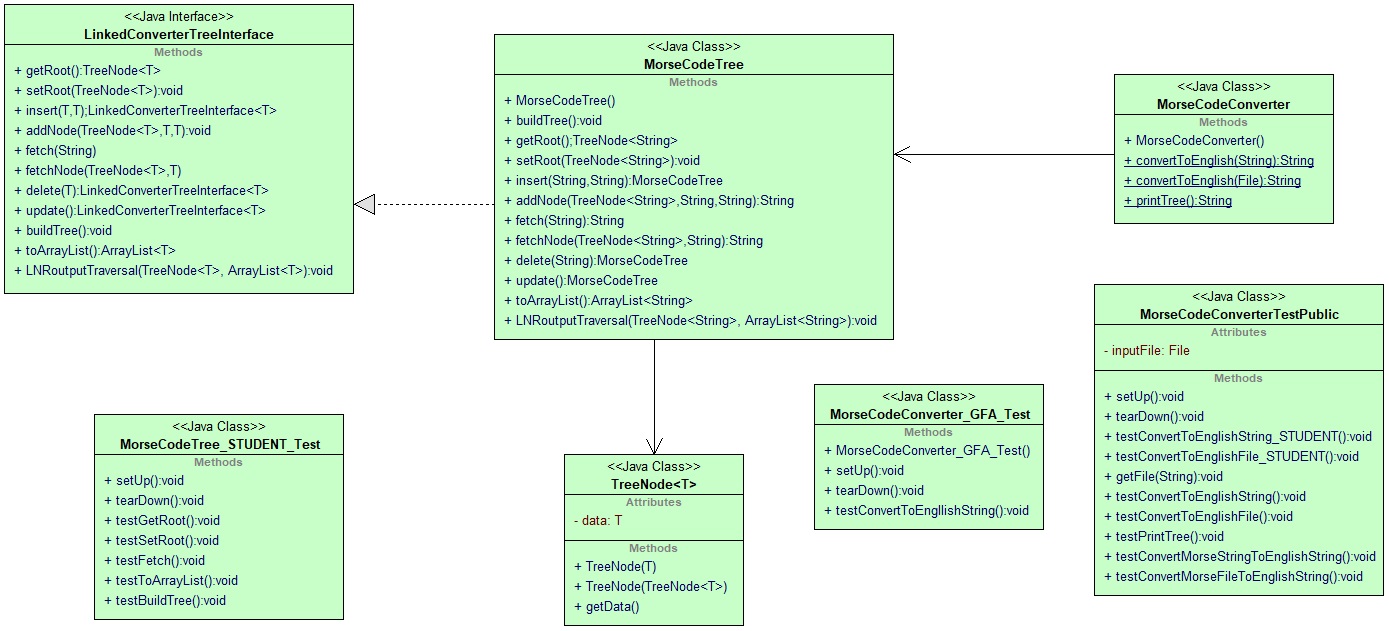 <<Java Interface>>
LinkedConverterTreeInterface
Methods
+ getRoot():TreeNode<T>
+ setRoot(TreeNode<T>):void
+ insert(T,T);LinkedConverterTreeInterface<T>
+ addNode(TreeNode<T>,T,T):void
+ fetch(String)
+ fetchNode(TreeNode<T>,T)
+ delete(T):LinkedConverterTreeInterface<T>
+ update():LinkedConverterTreeInterface<T>
+ buildTree():void
+ toArrayList():ArrayList<T>
+ LNRoutputTraversal(TreeNode<T>, ArrayList<T>):void
<<Java Class>>
MorseCodeTree
Methods
+ MorseCodeTree()
+ buildTree():void
+ getRoot();TreeNode<String>
+ setRoot(TreeNode<String>):void
+ insert(String,String):MorseCodeTree
+ addNode(TreeNode<String>,String,String):String
+ fetch(String):String
+ fetchNode(TreeNode<String>,String):String
+ delete(String):MorseCodeTree
+ update():MorseCodeTree
+ toArrayList():ArrayList<String>
+ LNRoutputTraversal(TreeNode<String>, ArrayList<String>):void
<<Java Class>>
MorseCodeConverter
Methods
+ MorseCodeConverter()
+ convertToEnglish(String):String
+ convertToEnglish(File):String
+ printTree():String
<<Java Class>>
MorseCodeTree_STUDENT_Test
Methods
+ setUp():void
+ tearDown():void
+ testGetRoot():void
+ testSetRoot():void
+ testFetch():void
+ testToArrayList():void
+ testBuildTree():void
<<Java Class>>
TreeNode<T>
Attributes
- data: T
Methods
+ TreeNode(T)
+ TreeNode(TreeNode<T>)
+ getData()
<<Java Class>>
MorseCodeConverter_GFA_Test
Methods
+ MorseCodeConverter_GFA_Test()
+ setUp():void
+ tearDown():void
+ testConvertToEngllishString():void
<<Java Class>>
MorseCodeConverterTestPublic
Attributes
- inputFile: File
Methods
+ setUp():void
+ tearDown():void
+ testConvertToEnglishString_STUDENT():void
+ testConvertToEnglishFile_STUDENT():void
+ getFile(String):void
+ testConvertToEnglishString():void
+ testConvertToEnglishFile():void
+ testPrintTree():void
+ testConvertMorseStringToEnglishString():void
+ testConvertMorseFileToEnglishString():void